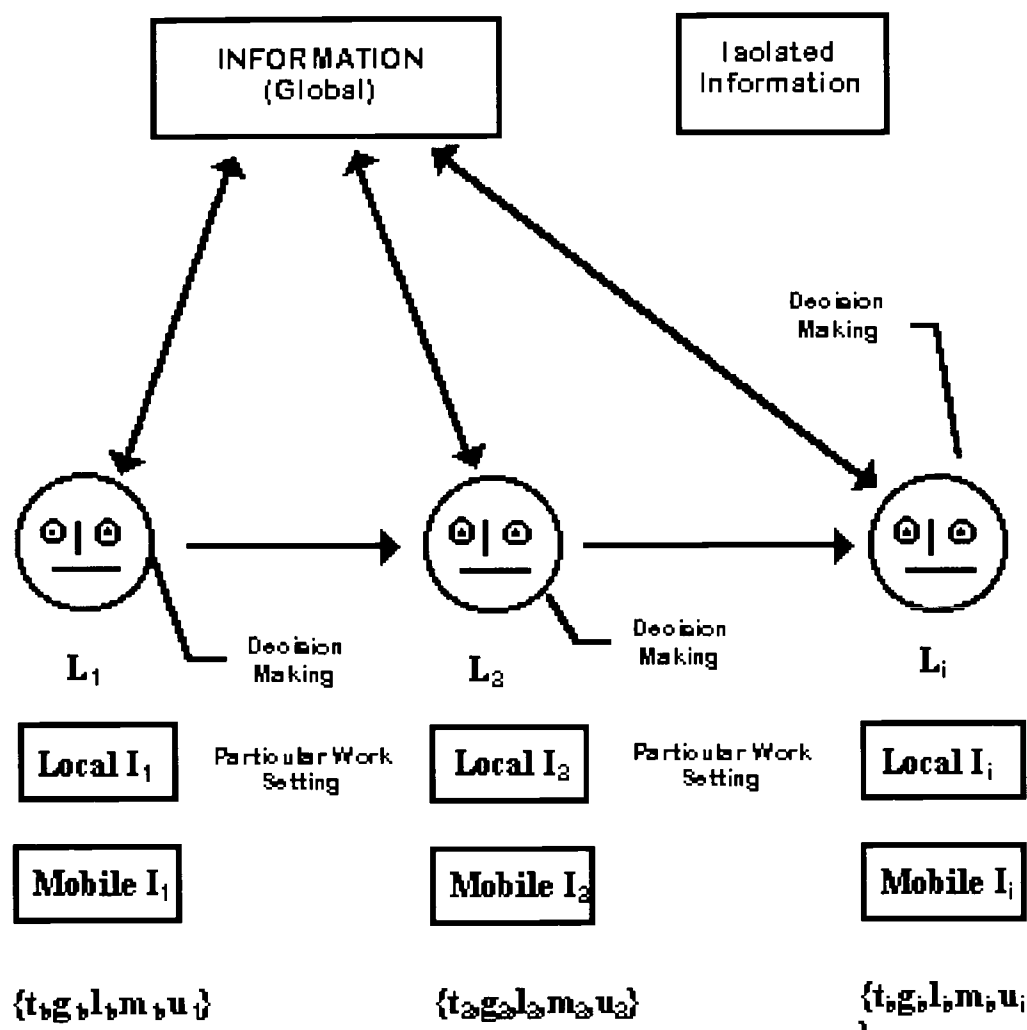 INFORMATION
(Global)
Isolated
Information
Decision
Making
Decision
Making
Decision
Making
L₁
L₂
Lᵢ
Local I₁
Particular Work
Setting
Local I₂
Particular Work
Setting
Local Iᵢ
Mobile I₁
Mobile I₂
Mobile Iᵢ
{t₁,g₁,l₁,m₁,u₁}
{t₂,g₂,l₂,m₂,u₂}
{tᵢ,gᵢ,lᵢ,mᵢ,uᵢ
}